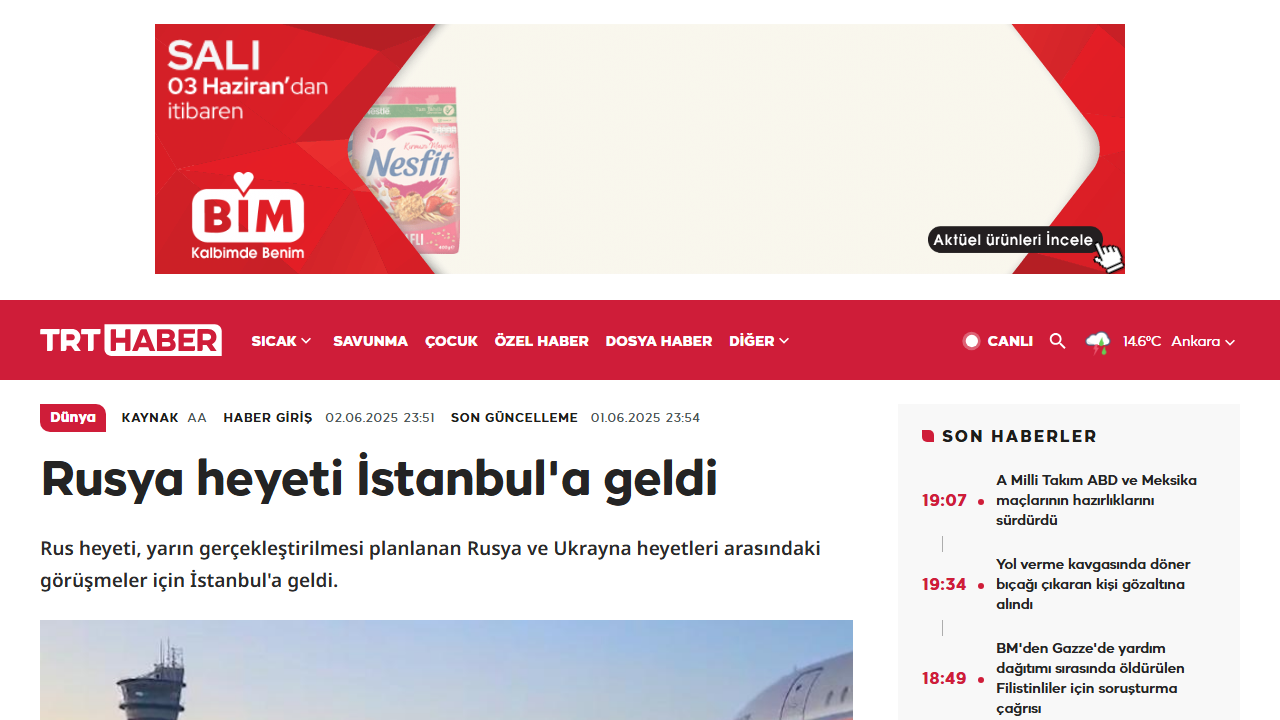 SALI
03 Haziran'dan
itibaren
BİM
Kalbimde Benim
Nestle
Nesfit
Aktüel ürünleri İncele
TRT HABER
SICAK
SAVUNMA
ÇOCUK
ÖZEL HABER
DOSYA HABER
DİĞER
CANLI
14.6°C
Ankara
Dünya
KAYNAK AA HABER GİRİŞ 02.06.2025 23:51 SON GÜNCELLEME 01.06.2025 23:54
Rusya heyeti İstanbul'a geldi
Rus heyeti, yarın gerçekleştirilmesi planlanan Rusya ve Ukrayna heyetleri arasındaki
görüşmeler için İstanbul'a geldi.
SON HABERLER
19:07
A Milli Takım ABD ve Meksika
maçlarının hazırlıklarını
sürdürdü
19:34
Yol verme kavgasında döner
bıçağı çıkaran kişi gözaltına
alındı
18:49
BM'den Gazze'de yardım
dağıtımı sırasında öldürülen
Filistinliler için soruşturma
çağrısı